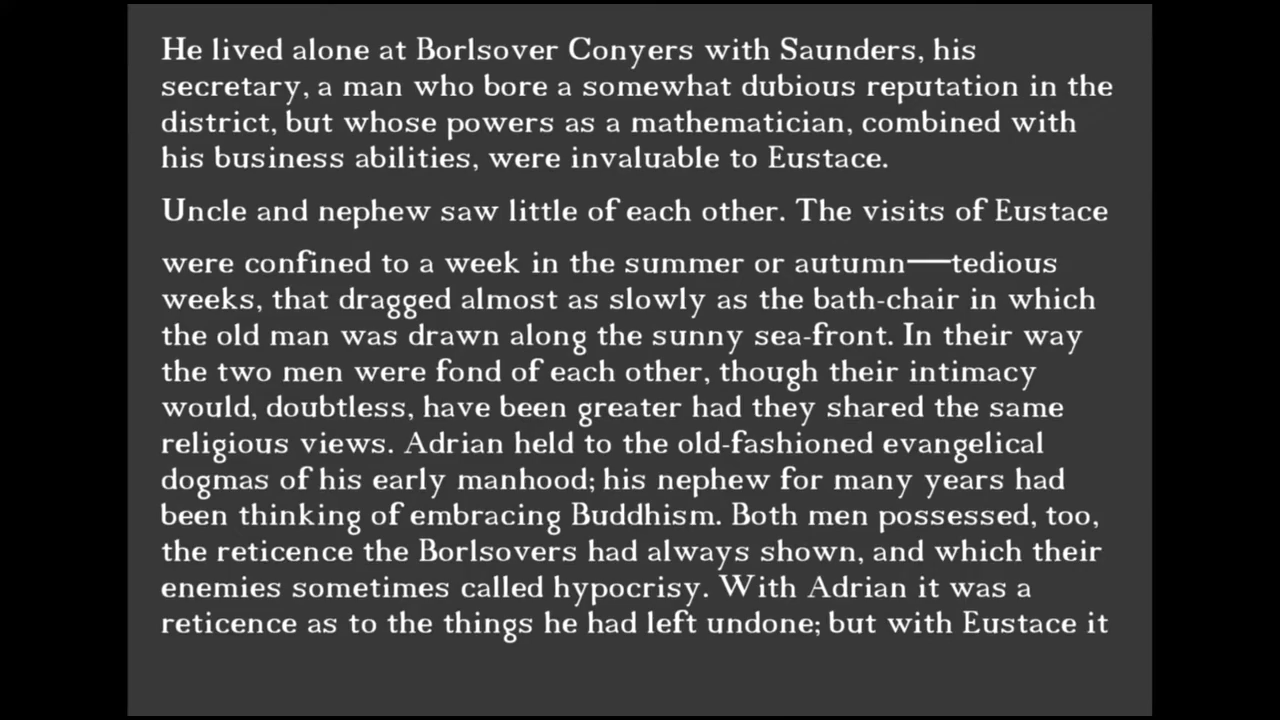 He lived alone at Borlsover Conyers with Saunders, his
secretary, a man who bore a somewhat dubious reputation in the
district, but whose powers as a mathematician, combined with
his business abilities, were invaluable to Eustace.
Uncle and nephew saw little of each other. The visits of Eustace
were confined to a week in the summer or autumn—tedious
weeks, that dragged almost as slowly as the bath-chair in which
the old man was drawn along the sunny sea-front. In their way
the two men were fond of each other, though their intimacy
would, doubtless, have been greater had they shared the same
religious views. Adrian held to the old-fashioned evangelical
dogmas of his early manhood; his nephew for many years had
been thinking of embracing Buddhism. Both men possessed, too,
the reticence the Borlsovers had always shown, and which their
enemies sometimes called hypocrisy. With Adrian it was a
reticence as to the things he had left undone; but with Eustace it